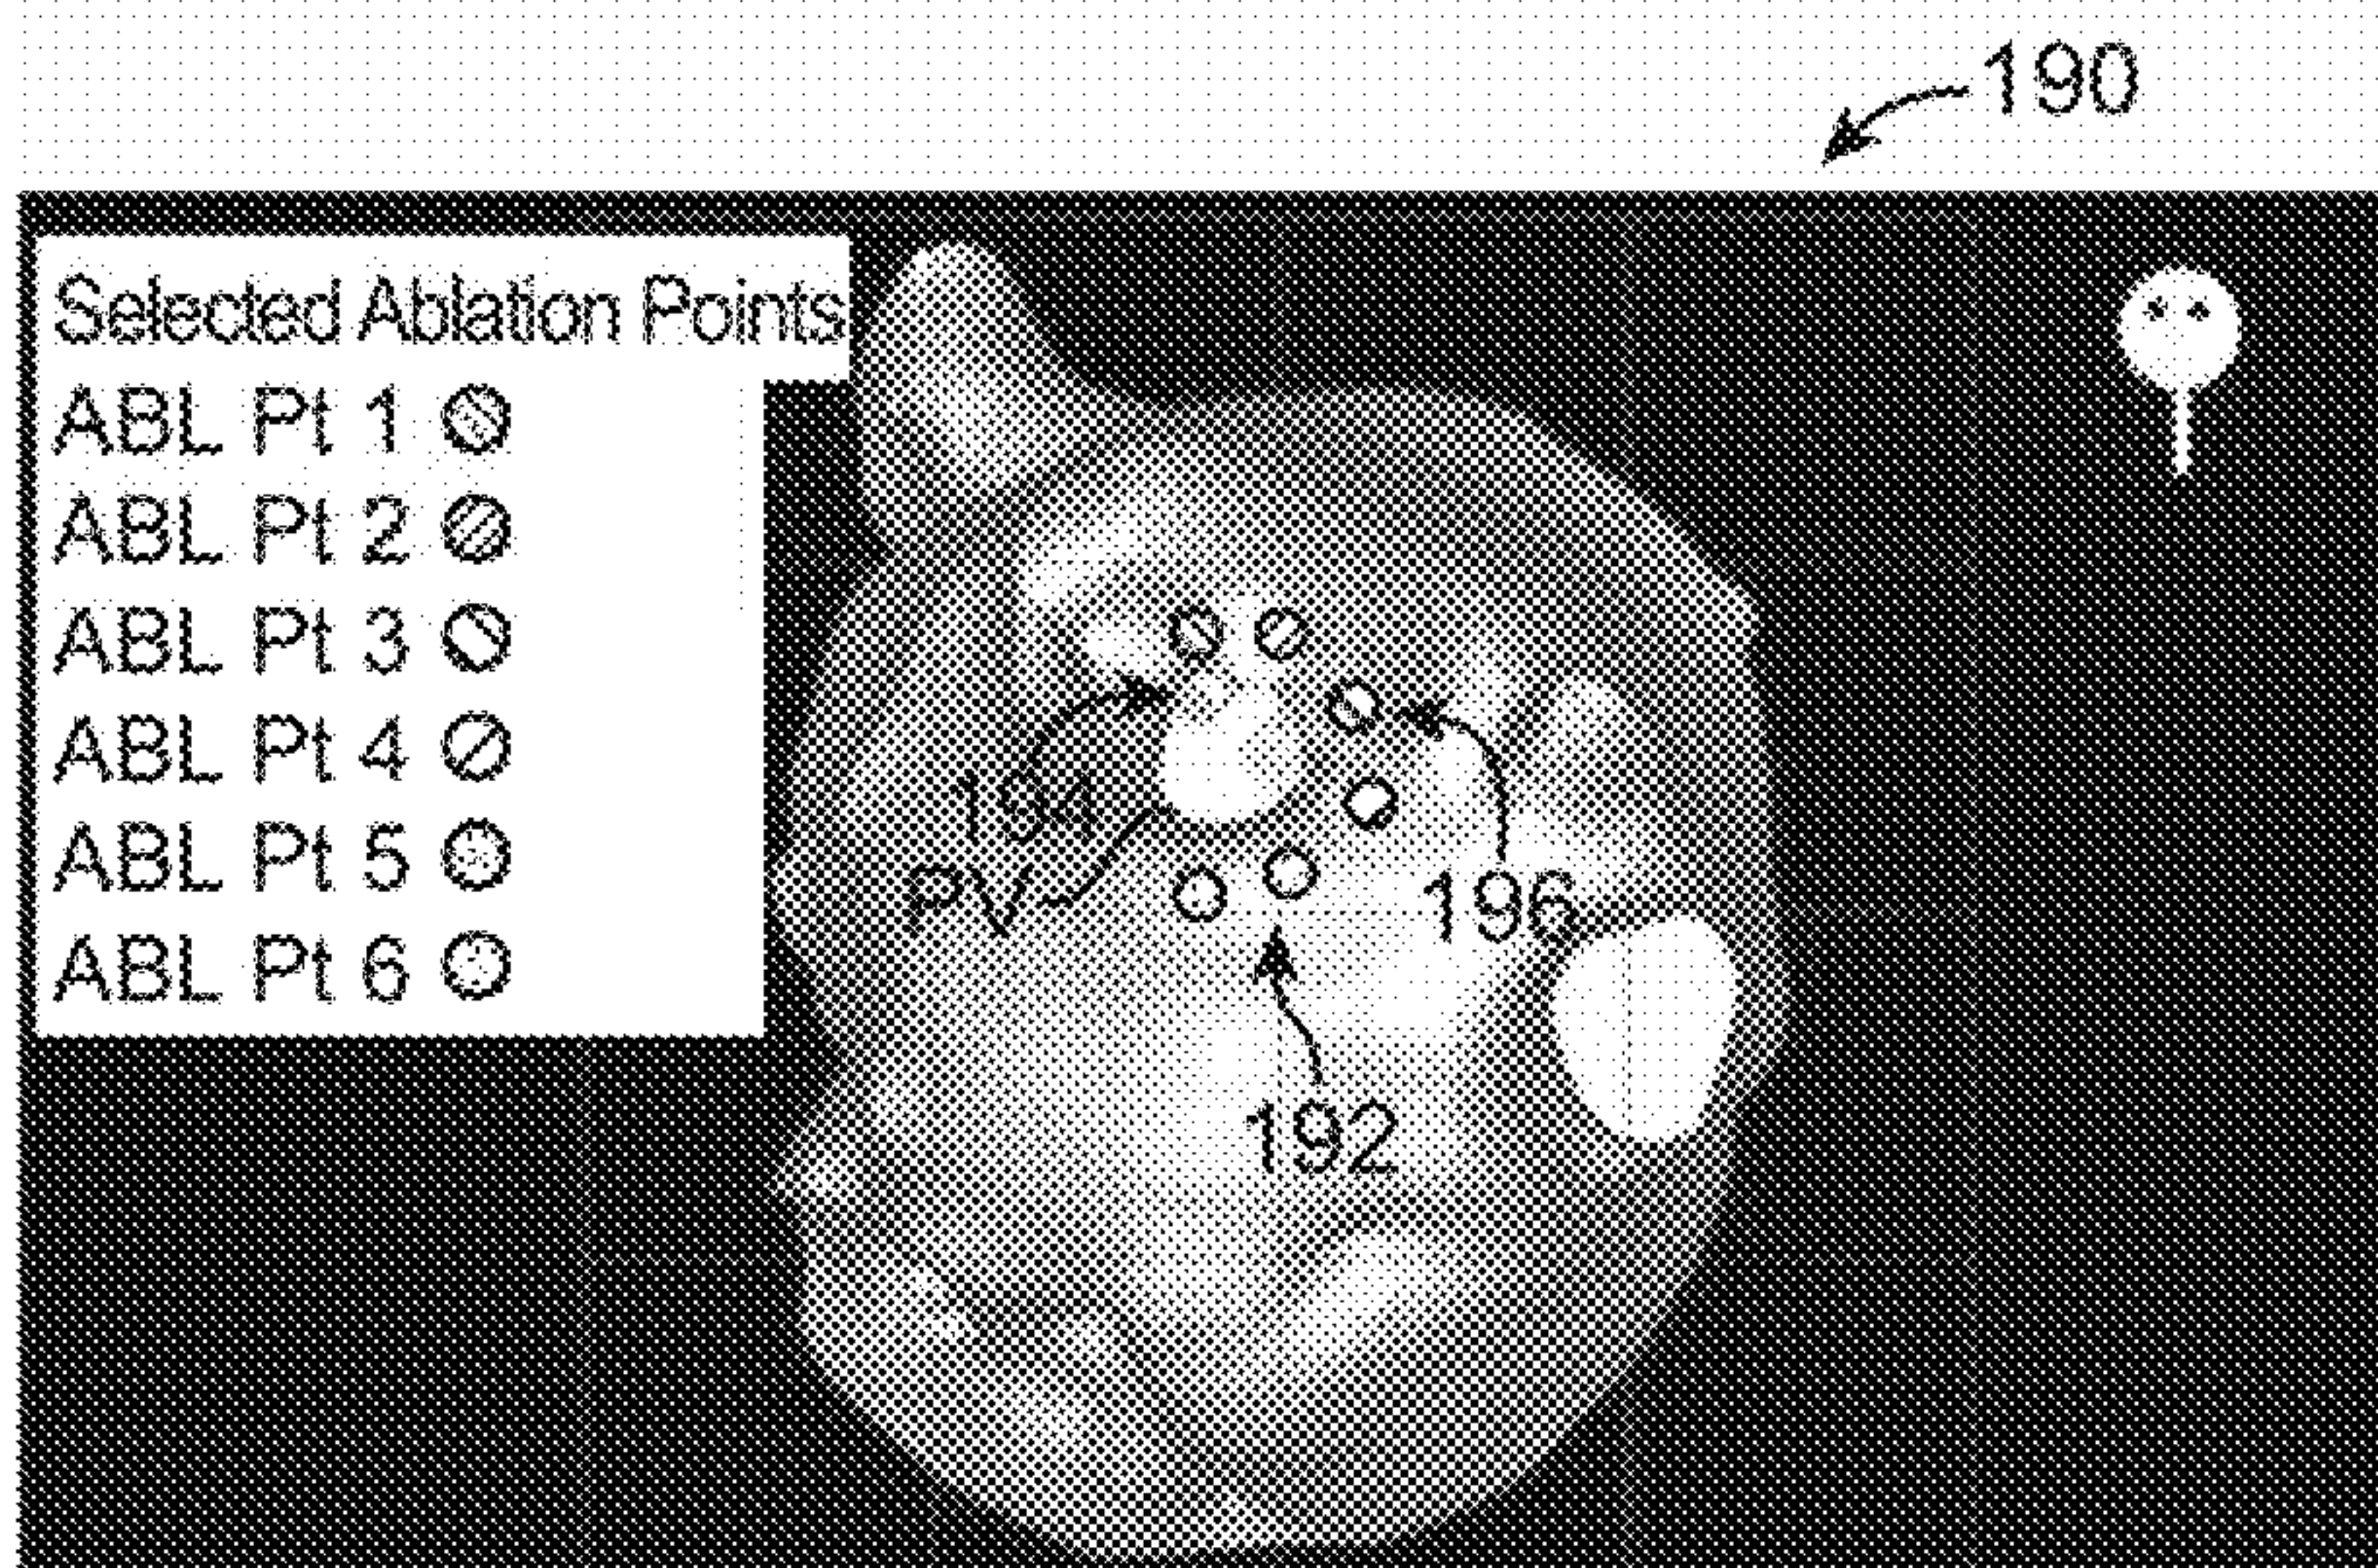 190
Selected Ablation Points
ABL Pt 1
ABL Pt 2
ABL Pt 3
ABL Pt 4
ABL Pt 5
ABL Pt 6
194
PV
196
192